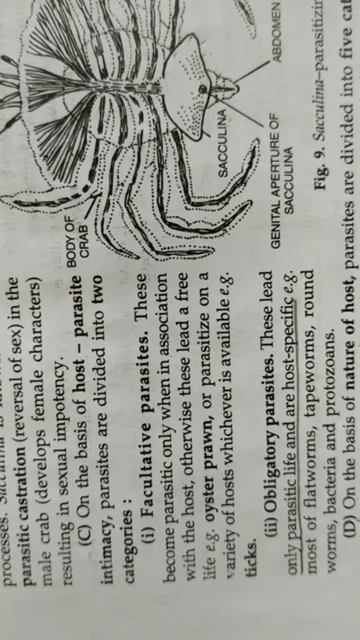 parasitic castration (reversal of sex) in the
male crab (develops female characters)
resulting in sexual impotency.
(C) On the basis of host – parasite
intimacy, parasites are divided into two
categories :
(i) Facultative parasites. These
become parasitic only when in association
with the host, otherwise these lead a free
life e.g. oyster prawn, or parasitize on a
variety of hosts whichever is available e.g.
ticks.
(ii) Obligatory parasites. These lead
only parasitic life and are host-specific e.g.
most of flatworms, tapeworms, round
worms, bacteria and protozoans.
(D) On the basis of nature of host, parasites are divided into five cat
BODY OF
CRAB
SACCULINA
ABDOMEN
GENITAL APERTURE OF
SACCULINA
Fig. 9. Sacculina–parasitizin
processes.